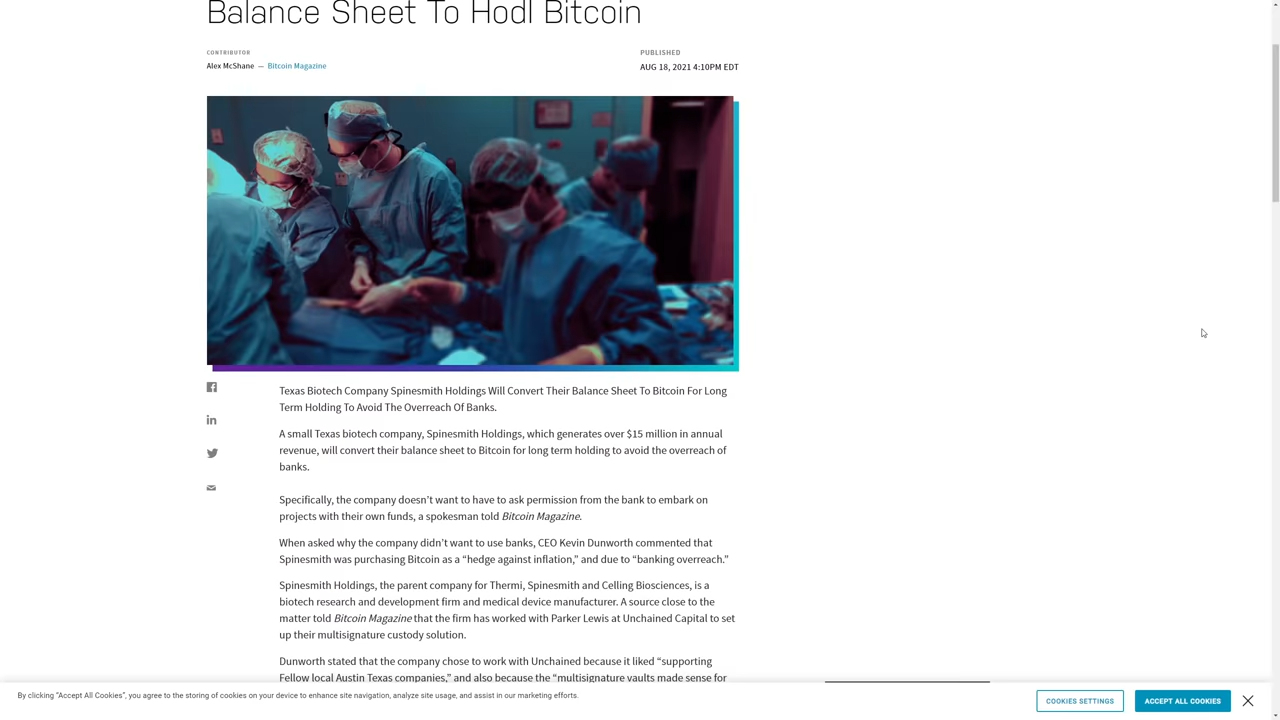 Balance Sheet To Hodl Bitcoin
CONTRIBUTOR
Alex McShane — Bitcoin Magazine
PUBLISHED
AUG 18, 2021 4:10PM EDT
Texas Biotech Company Spinesmith Holdings Will Convert Their Balance Sheet To Bitcoin For Long
Term Holding To Avoid The Overreach Of Banks.
A small Texas biotech company, Spinesmith Holdings, which generates over $15 million in annual
revenue, will convert their balance sheet to Bitcoin for long term holding to avoid the overreach of
banks.
Specifically, the company doesn’t want to have to ask permission from the bank to embark on
projects with their own funds, a spokesman told Bitcoin Magazine.
When asked why the company didn’t want to use banks, CEO Kevin Dunworth commented that
Spinesmith was purchasing Bitcoin as a “hedge against inflation,” and due to “banking overreach.”
Spinesmith Holdings, the parent company for Thermi, Spinesmith and Celling Biosciences, is a
biotech research and development firm and medical device manufacturer. A source close to the
matter told Bitcoin Magazine that the firm has worked with Parker Lewis at Unchained Capital to set
up their multisignature custody solution.
Dunworth stated that the company chose to work with Unchained because it liked “supporting
Fellow local Austin Texas companies,” and also because the “multisignature vaults made sense for
By clicking “Accept All Cookies”, you agree to the storing of cookies on your device to enhance site navigation, analyze site usage, and assist in our marketing efforts.
COOKIES SETTINGS
ACCEPT ALL COOKIES